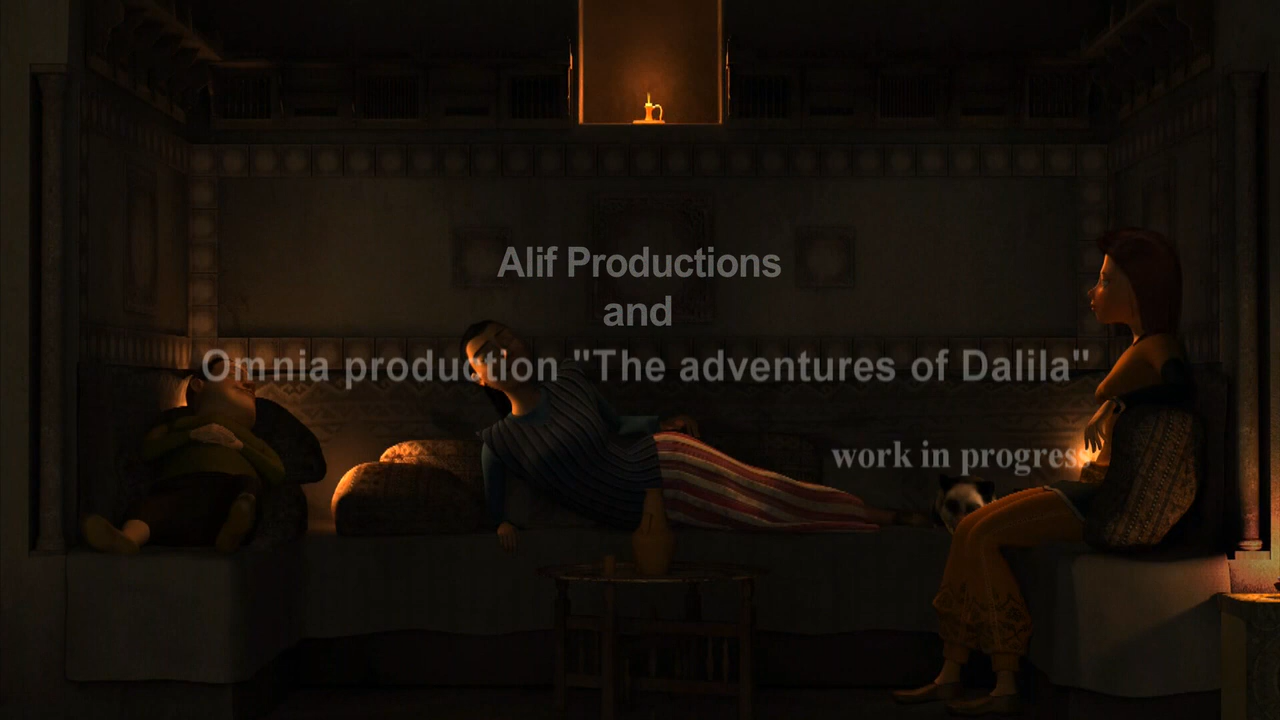 Alif Productions
and
Omnia production "The adventures of Dalila"
work in progress